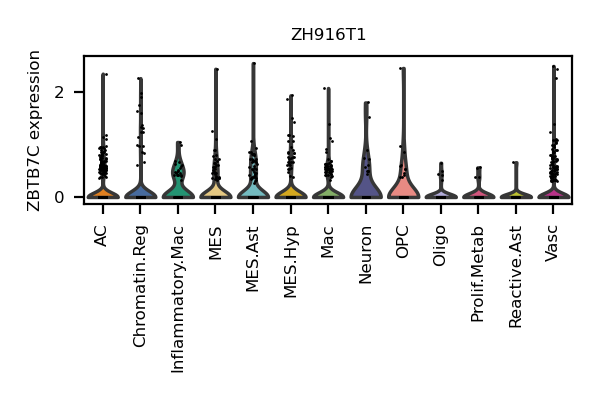 ZH916T1
ZBTB7C expression
2
0
AC
Chromatin.Reg
Inflammatory.Mac
MES
MES.Ast
MES.Hyp
Mac
Neuron
OPC
Oligo
Prolif.Metab
Reactive.Ast
Vasc